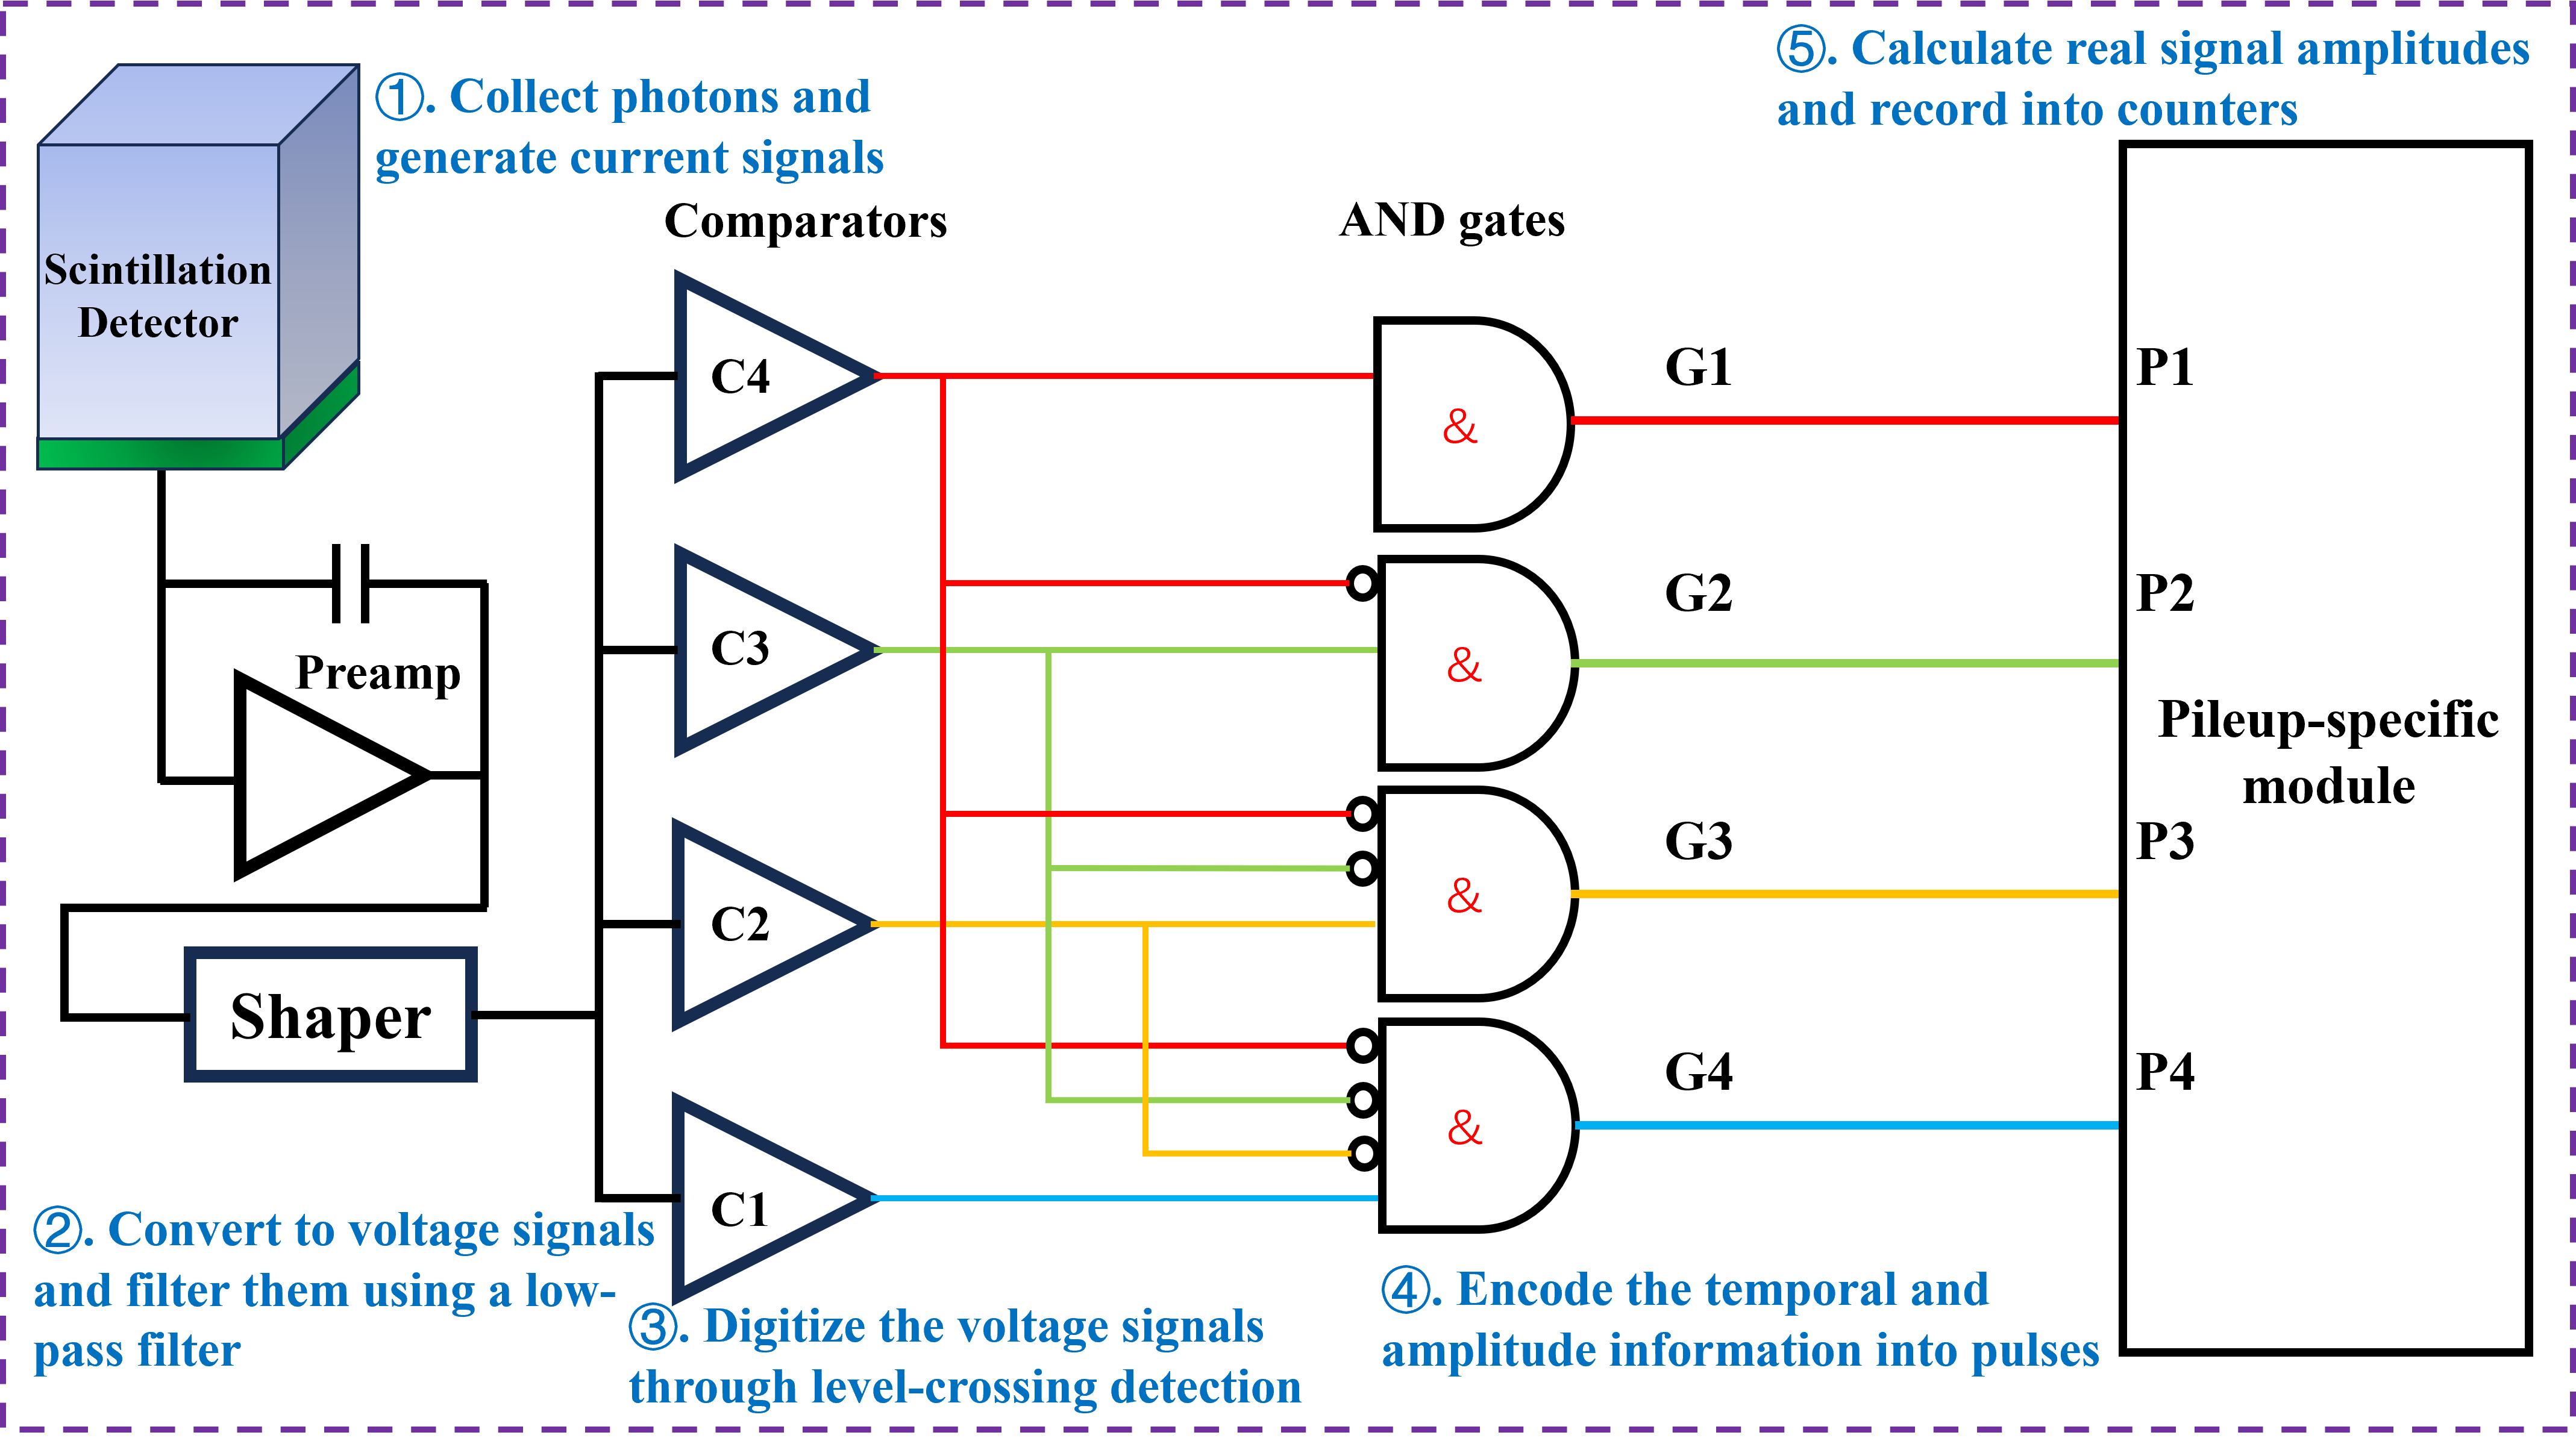 ①. Collect photons and
generate current signals
⑤. Calculate real signal amplitudes
and record into counters
Scintillation
Detector
Comparators
AND gates
C4
&
G1
P1
Preamp
C3
&
G2
P2
Pileup-specific
module
C2
&
G3
P3
Shaper
C1
&
G4
P4
②. Convert to voltage signals
and filter them using a low-
pass filter
③. Digitize the voltage signals
through level-crossing detection
④. Encode the temporal and
amplitude information into pulses